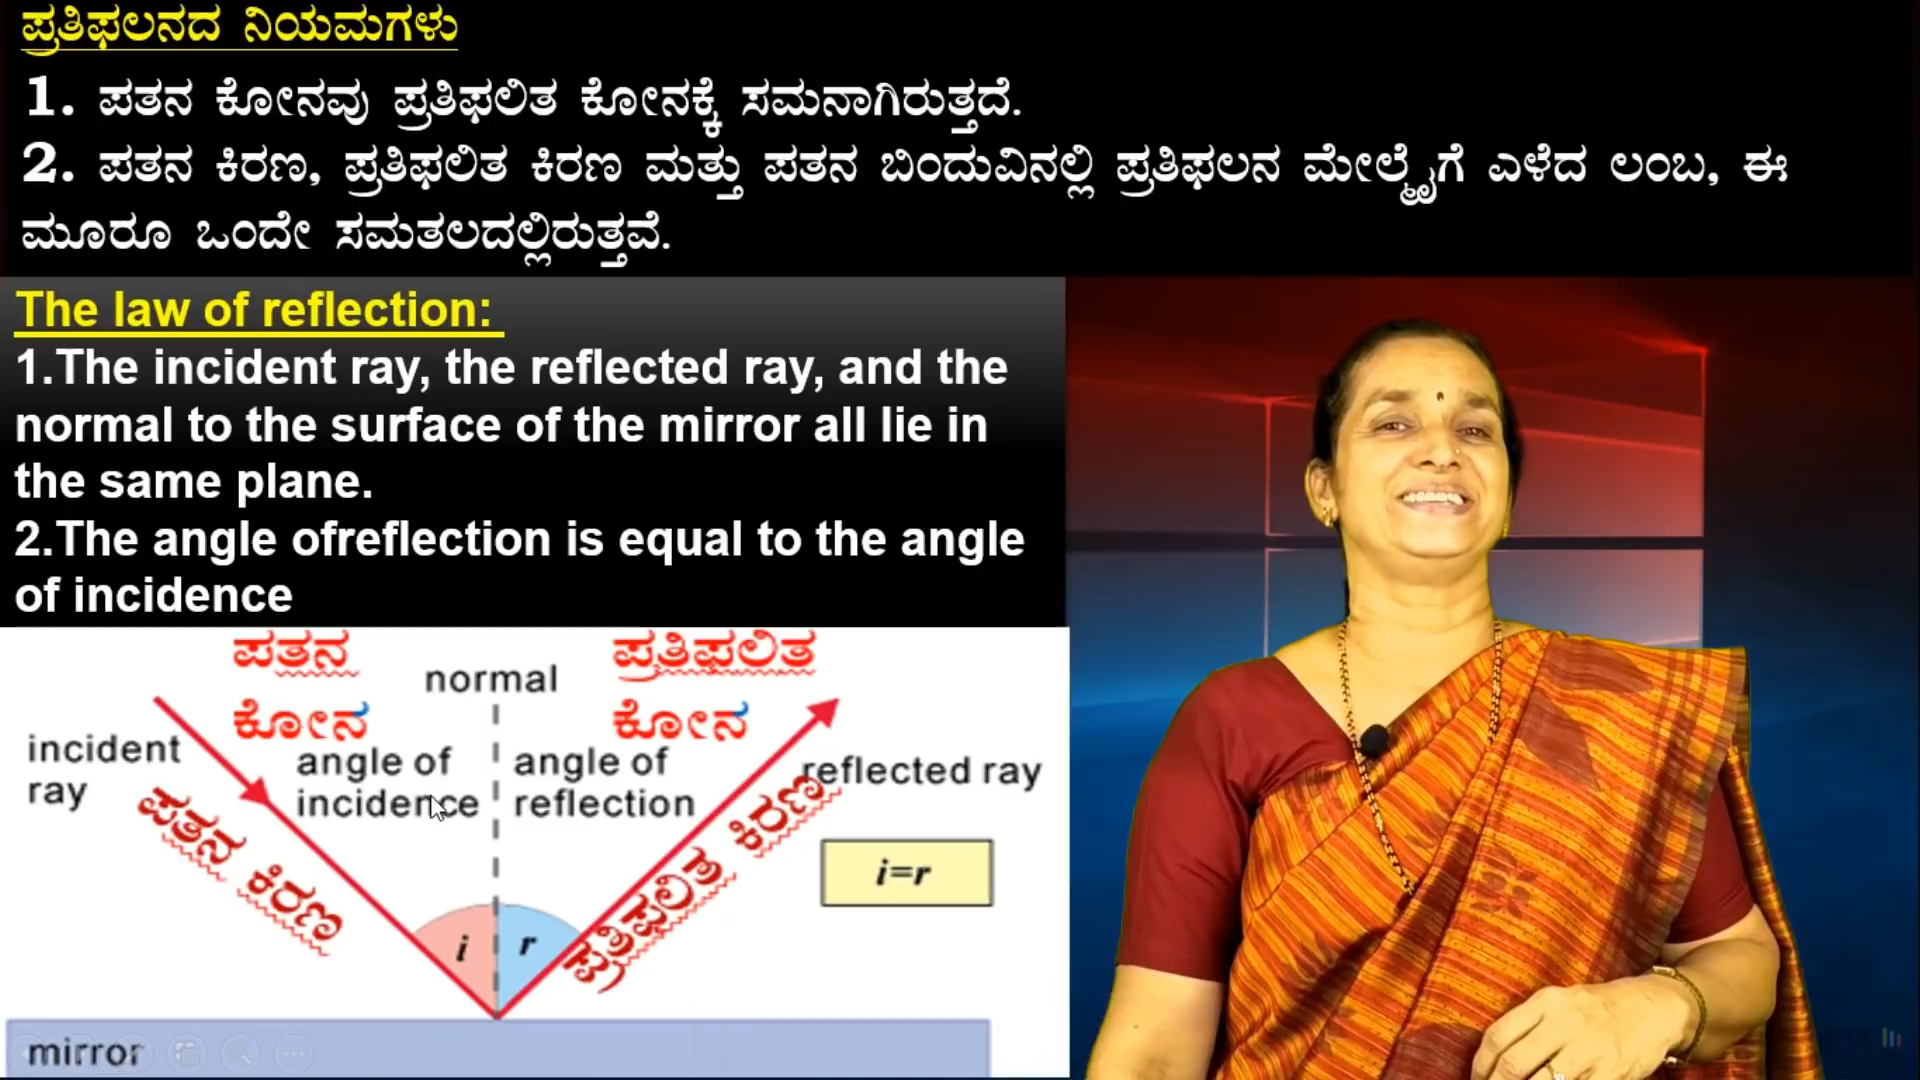 ಪ್ರತಿಫಲನದ ನಿಯಮಗಳು
1. ಪತನ ಕೋನವು ಪ್ರತಿಫಲಿತ ಕೋನಕ್ಕೆ ಸಮನಾಗಿರುತ್ತದೆ.
2. ಪತನ ಕಿರಣ, ಪ್ರತಿಫಲಿತ ಕಿರಣ ಮತ್ತು ಪತನ ಬಿಂದುವಿನಲ್ಲಿ ಪ್ರತಿಫಲನ ಮೇಲ್ಮೈಗೆ ಎಳೆದ ಲಂಬ, ಈ
ಮೂರೂ ಒಂದೇ ಸಮತಲದಲ್ಲಿರುತ್ತವೆ.
The law of reflection:
1.The incident ray, the reflected ray, and the
normal to the surface of the mirror all lie in
the same plane.
2.The angle ofreflection is equal to the angle
of incidence
ಪತನ
ಕೋನ
normal
ಪ್ರತಿಫಲಿತ
ಕೋನ
incident
ray
angle of
incidence
angle of
reflection
reflected ray
ಪತನ ಕಿರಣ
ಪ್ರತಿಫಲಿತ ಕಿರಣ
i=r
i
r
mirror